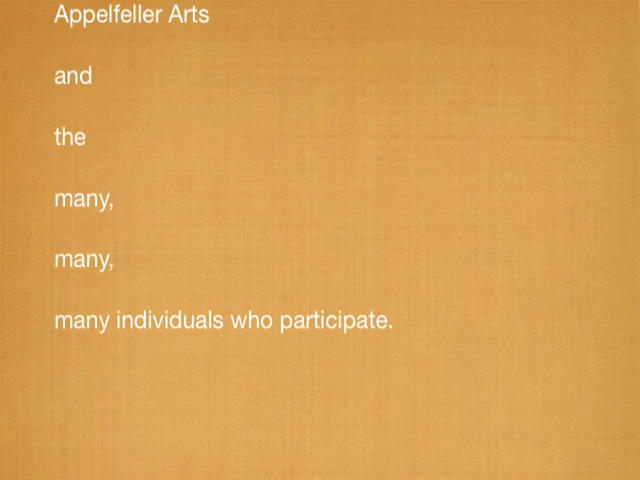 Appelfeller Arts
and
the
many,
many,
many individuals who participate.